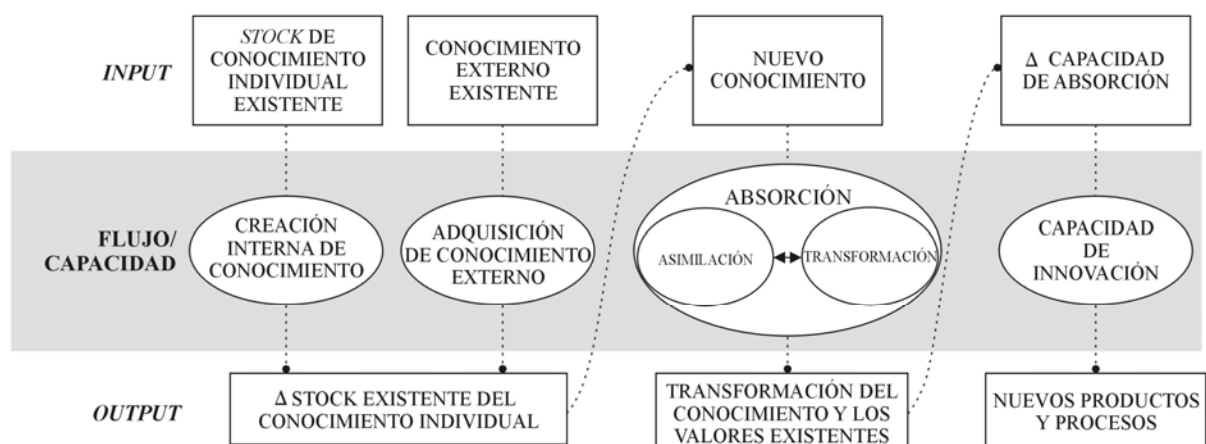 INPUT
STOCK DE
CONOCIMIENTO
INDIVIDUAL
EXISTENTE
CONOCIMIENTO
EXTERNO
EXISTENTE
NUEVO
CONOCIMIENTO
Δ CAPACIDAD
DE ABSORCIÓN
FLUJO/
CAPACIDAD
CREACIÓN
INTERNA DE
CONOCIMIENTO
ADQUISICIÓN
DE CONOCIMIENTO
EXTERNO
ABSORCIÓN
ASIMILACIÓN
TRANSFORMACIÓN
CAPACIDAD
DE
INNOVACIÓN
OUTPUT
Δ STOCK EXISTENTE DEL
CONOCIMIENTO INDIVIDUAL
TRANSFORMACIÓN DEL
CONOCIMIENTO Y LOS
VALORES EXISTENTES
NUEVOS PRODUCTOS
Y PROCESOS